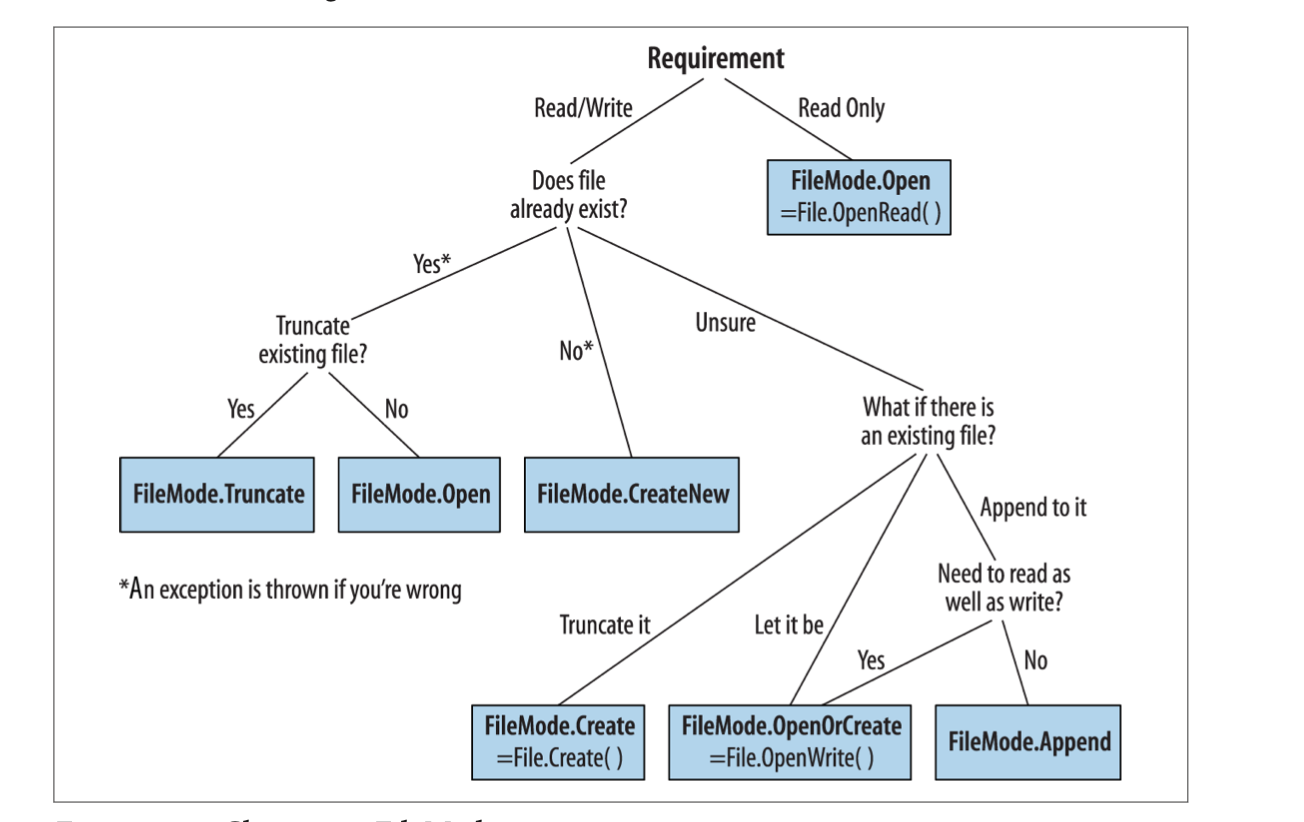 Requirement
Read/Write
Read Only
Does file
already exist?
FileMode.Open
=File.OpenRead( )
Yes*
Unsure
No*
Truncate
existing file?
Yes
No
What if there is
an existing file?
FileMode.Truncate
FileMode.Open
FileMode.CreateNew
Append to it
*An exception is thrown if you’re wrong
Need to read as
well as write?
Truncate it
Let it be
Yes
No
FileMode.Create
=File.Create( )
FileMode.OpenOrCreate
=File.OpenWrite( )
FileMode.Append